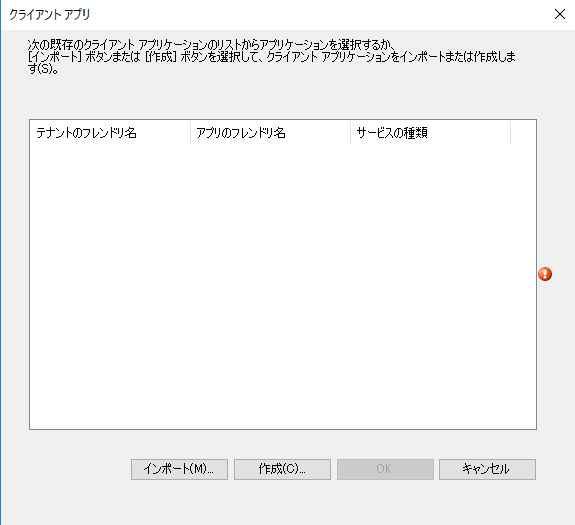 クライアント アプリ
次の既存のクライアント アプリケーションのリストからアプリケーションを選択するか、
[インポート] ボタンまたは [作成] ボタンを選択して、クライアント アプリケーションをインポートまたは作成しま
す(S)。
テナントのフレンドリ名 アプリのフレンドリ名 サービスの種類
インポート(M)... 作成(C)... OK キャンセル